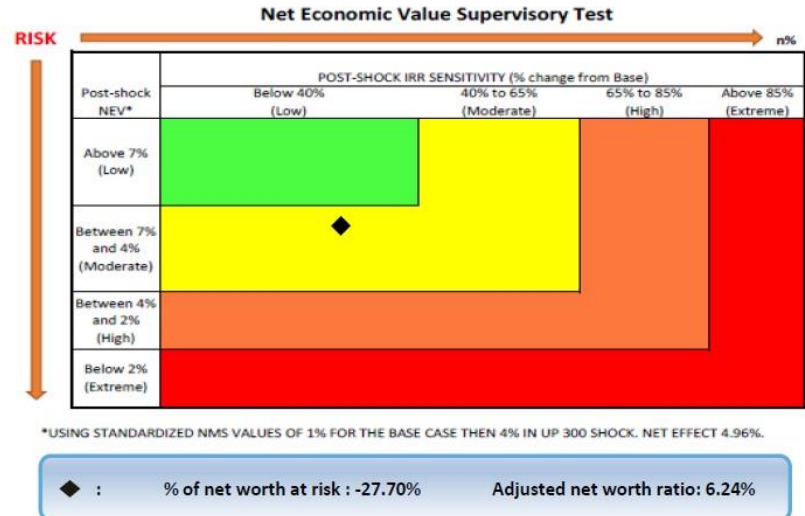 Net Economic Value Supervisory Test
RISK
n%
Post-shock
NEV*
POST-SHOCK IRR SENSITIVITY (% change from Base)
Below 40%
(Low)
40% to 65%
(Moderate)
65% to 85%
(High)
Above 85%
(Extreme)
Above 7%
(Low)
Between 7%
and 4%
(Moderate)
Between 4%
and 2%
(High)
Below 2%
(Extreme)
*USING STANDARDIZED NMS VALUES OF 1% FOR THE BASE CASE THEN 4% IN UP 300 SHOCK. NET EFFECT 4.96%.
◆ : % of net worth at risk : -27.70% Adjusted net worth ratio: 6.24%